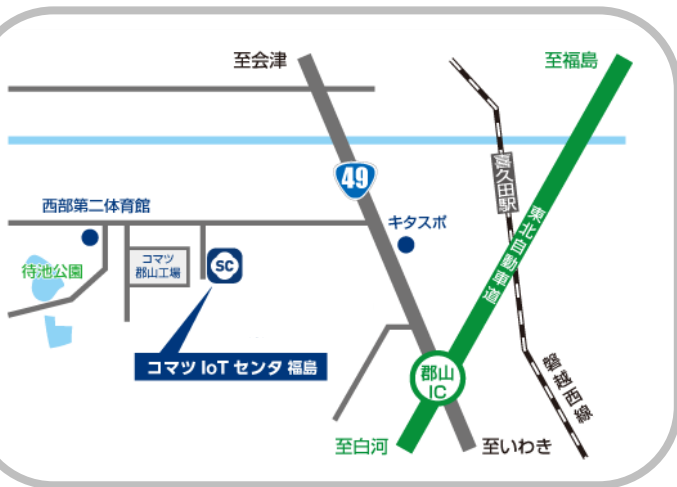 至会津
至福島
49
喜久田駅
西部第二体育館
キタスポ
東北自動車道
コマツ
郡山工場
SC
待池公園
コマツ IoT センタ 福島
郡山
IC
磐越西線
至白河
至いわき